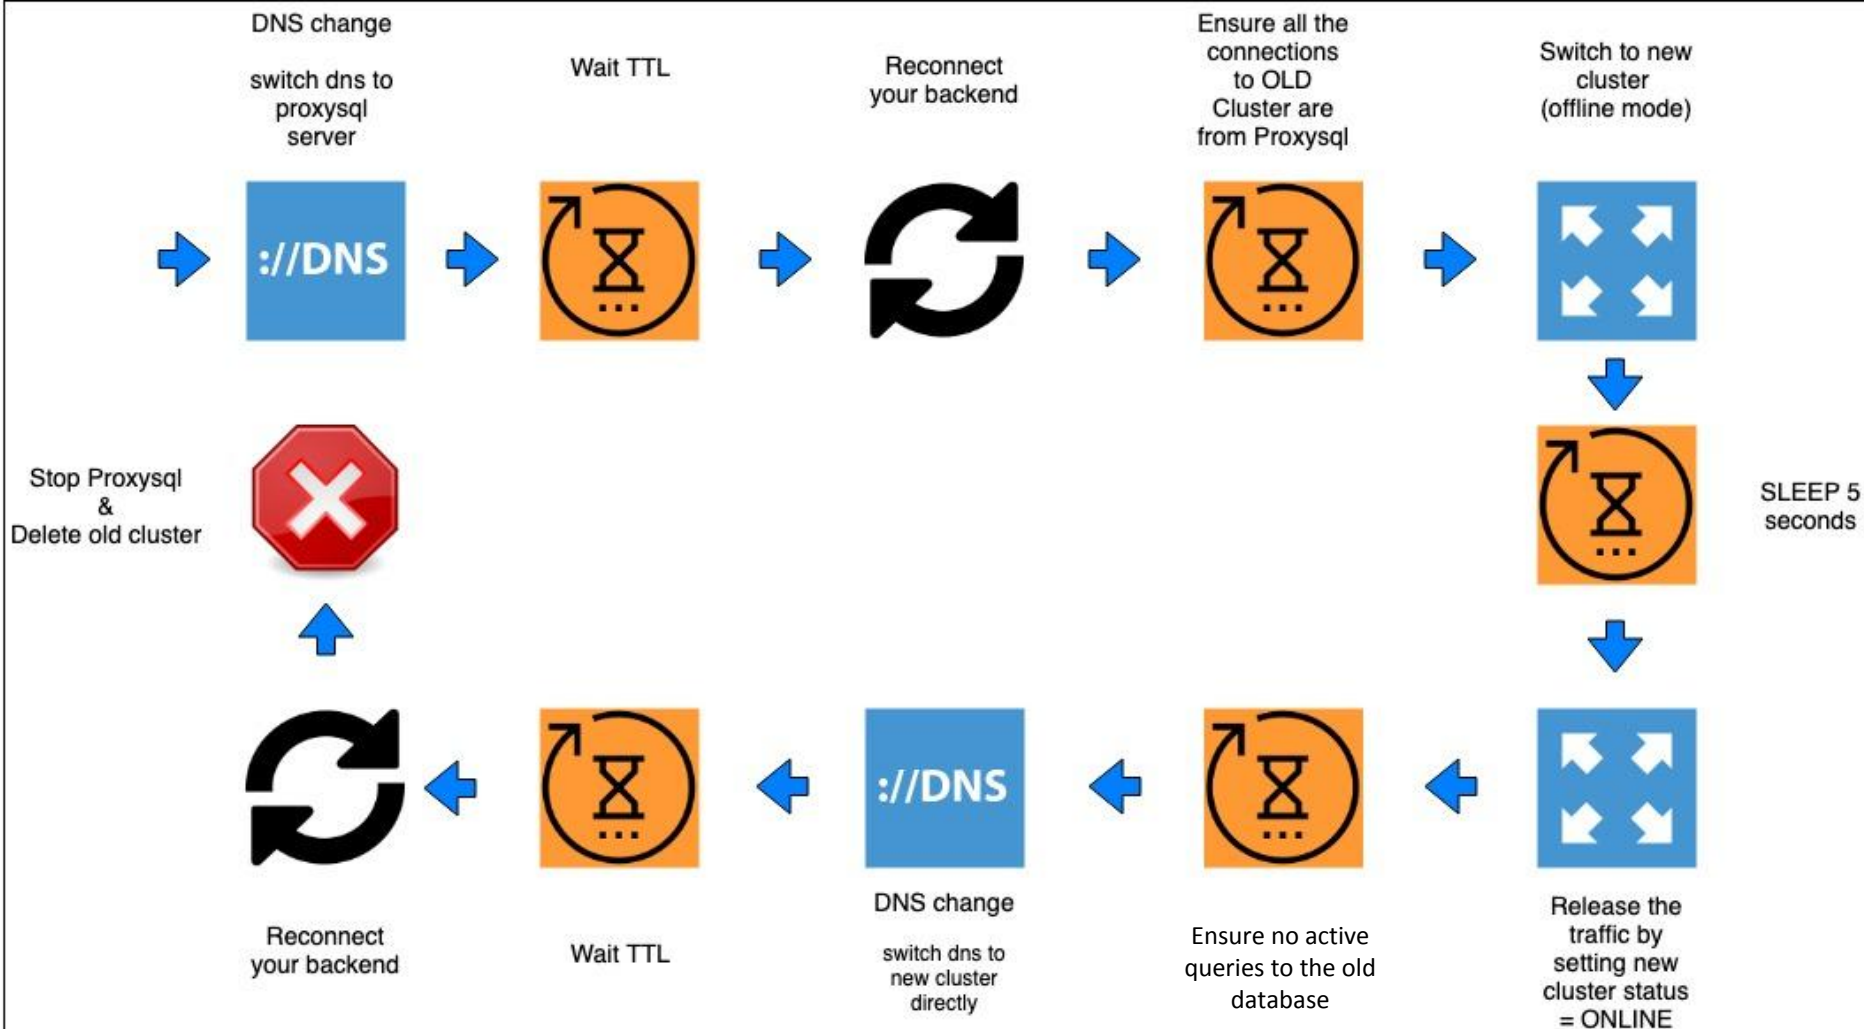 DNS change
switch dns to
proxysql
server
Wait TTL
Reconnect
your backend
Ensure all the
connections
to OLD
Cluster are
from Proxysql
Switch to new
cluster
(offline mode)
://DNS
SLEEP 5
seconds
Release the
traffic by
setting new
cluster status
= ONLINE
Ensure no active
queries to the old
database
://DNS
DNS change
switch dns to
new cluster
directly
Wait TTL
Reconnect
your backend
Stop Proxysql
&
Delete old cluster